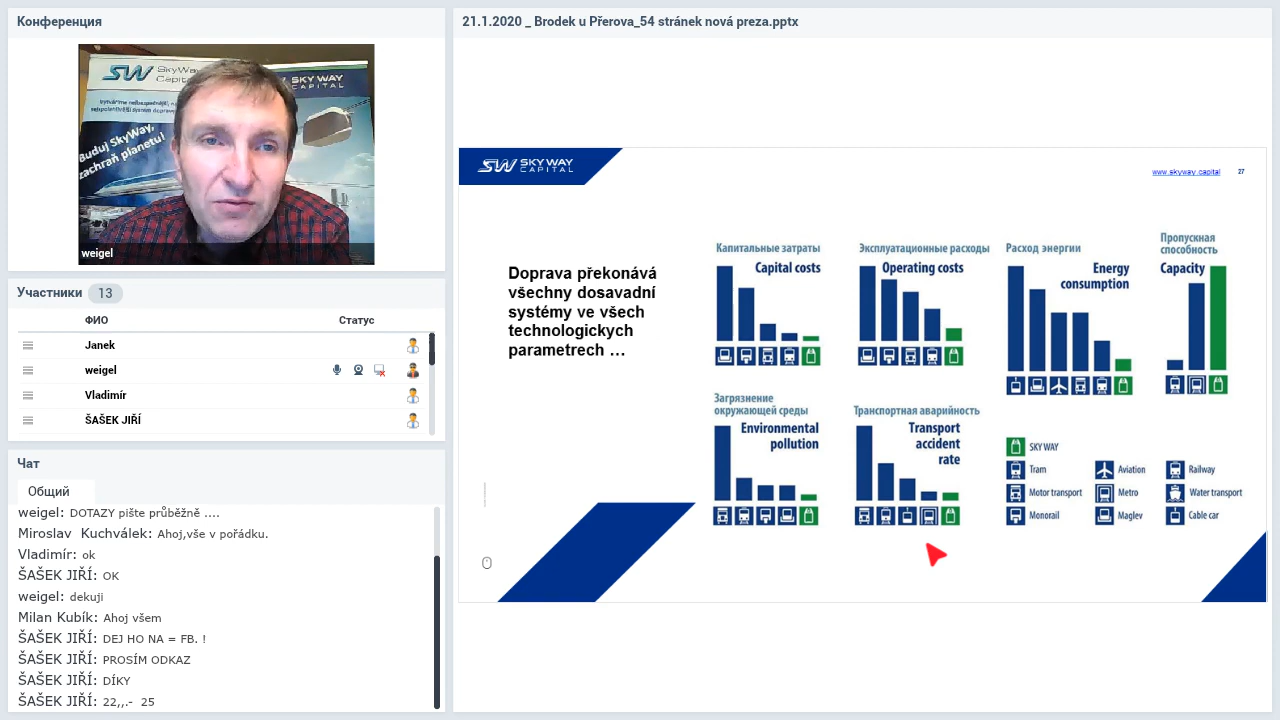 Конференция
SW SKY WAY CAPITAL
Buduj SkyWay,
zachraň planetu!
weigel
Участники 13
ФИО Статус
Janek
weigel
Vladimír
ŠAŠEK JIŘÍ
Чат
Общий
weigel: DOTAZY pište průběžně ....
Miroslav Kuchválek: Ahoj,vše v pořádku.
Vladimír: ok
ŠAŠEK JIŘÍ: OK
weigel: dekuji
Milan Kubík: Ahoj všem
ŠAŠEK JIŘÍ: DEJ HO NA = FB. !
ŠAŠEK JIŘÍ: PROSÍM ODKAZ
ŠAŠEK JIŘÍ: DÍKY
ŠAŠEK JIŘÍ: 22,,.- 25
21.1.2020 _ Brodek u Přerova_54 stránek nová preza.pptx
SW SKY WAY
CAPITAL
www.skyway.capital 27
Doprava překonává
všechny dosavadní
systémy ve všech
technologickych
parametrech ...
Капитальные затраты
Capital costs
Эксплуатационные расходы
Operating costs
Расход энергии
Energy
consumption
Пропускная
способность
Capacity
Загрязнение
окружающей среды
Environmental
pollution
Транспортная аварийность
Transport
accident
rate
SKY WAY
Tram
Aviation
Railway
Motor transport
Metro
Water transport
Monorail
Maglev
Cable car